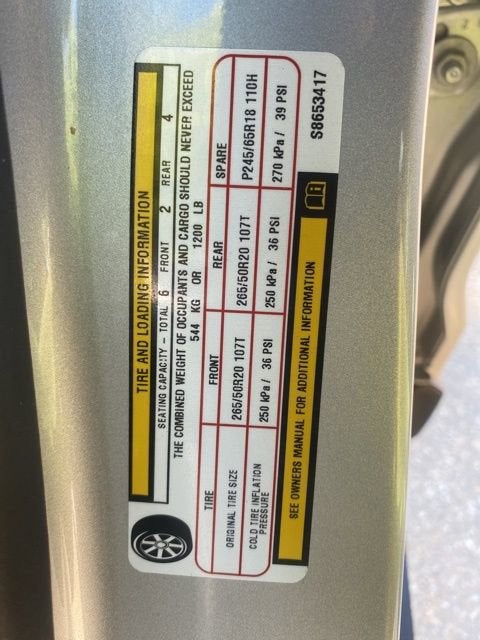 TIRE AND LOADING INFORMATION
SEATING CAPACITY – TOTAL 6 FRONT 2 REAR 4
THE COMBINED WEIGHT OF OCCUPANTS AND CARGO SHOULD NEVER EXCEED
544 KG OR 1200 LB
TIRE FRONT REAR SPARE
ORIGINAL TIRE SIZE 265/50R20 107T 265/50R20 107T P245/65R18 110H
COLD TIRE INFLATION PRESSURE 250 kPa/ 36 PSI 250 kPa/ 36 PSI 270 kPa/ 39 PSI
SEE OWNERS MANUAL FOR ADDITIONAL INFORMATION
S8653417